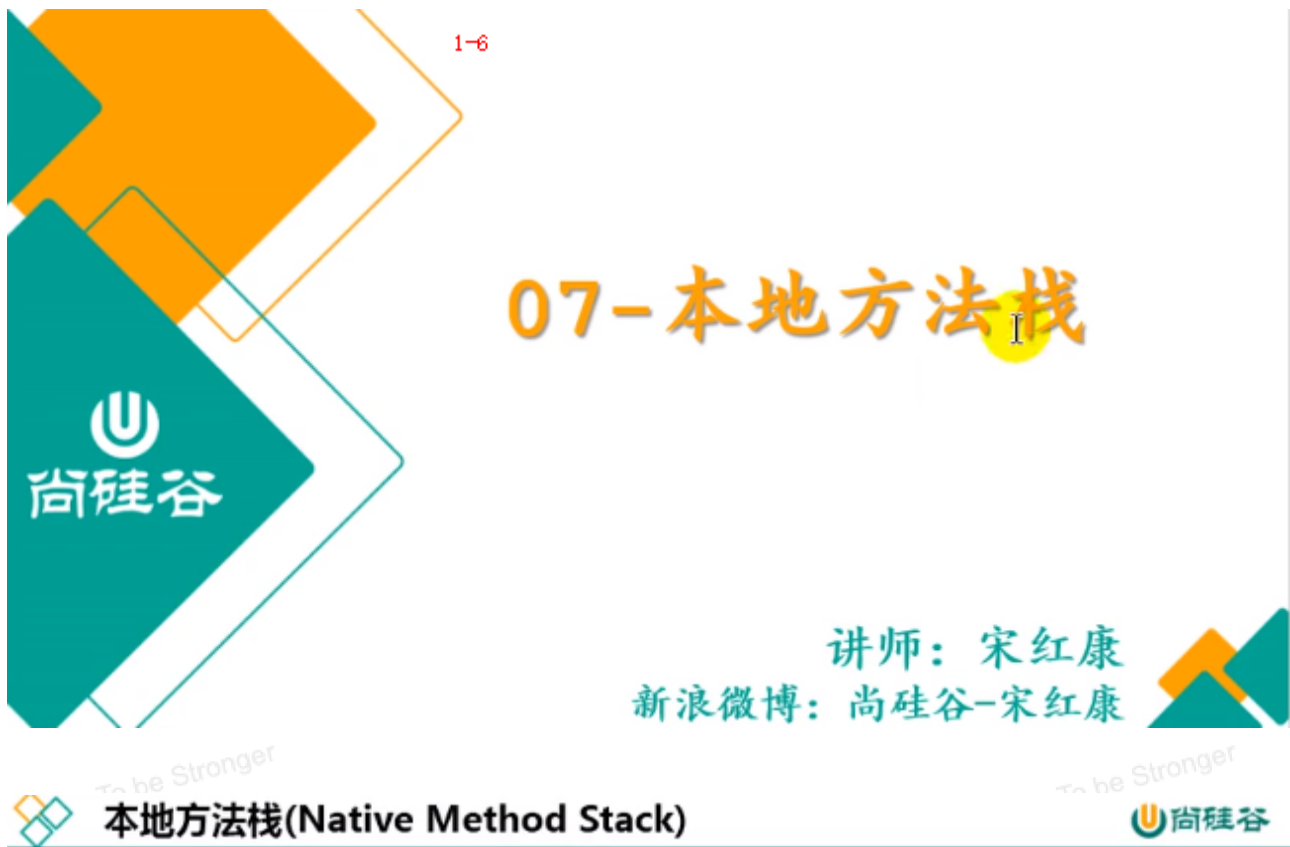 1-6
07-本地方法栈
尚硅谷
讲师：宋红康
新浪微博：尚硅谷-宋红康
To be Stronger
To be Stronger
本地方法栈(Native Method Stack)
尚硅谷